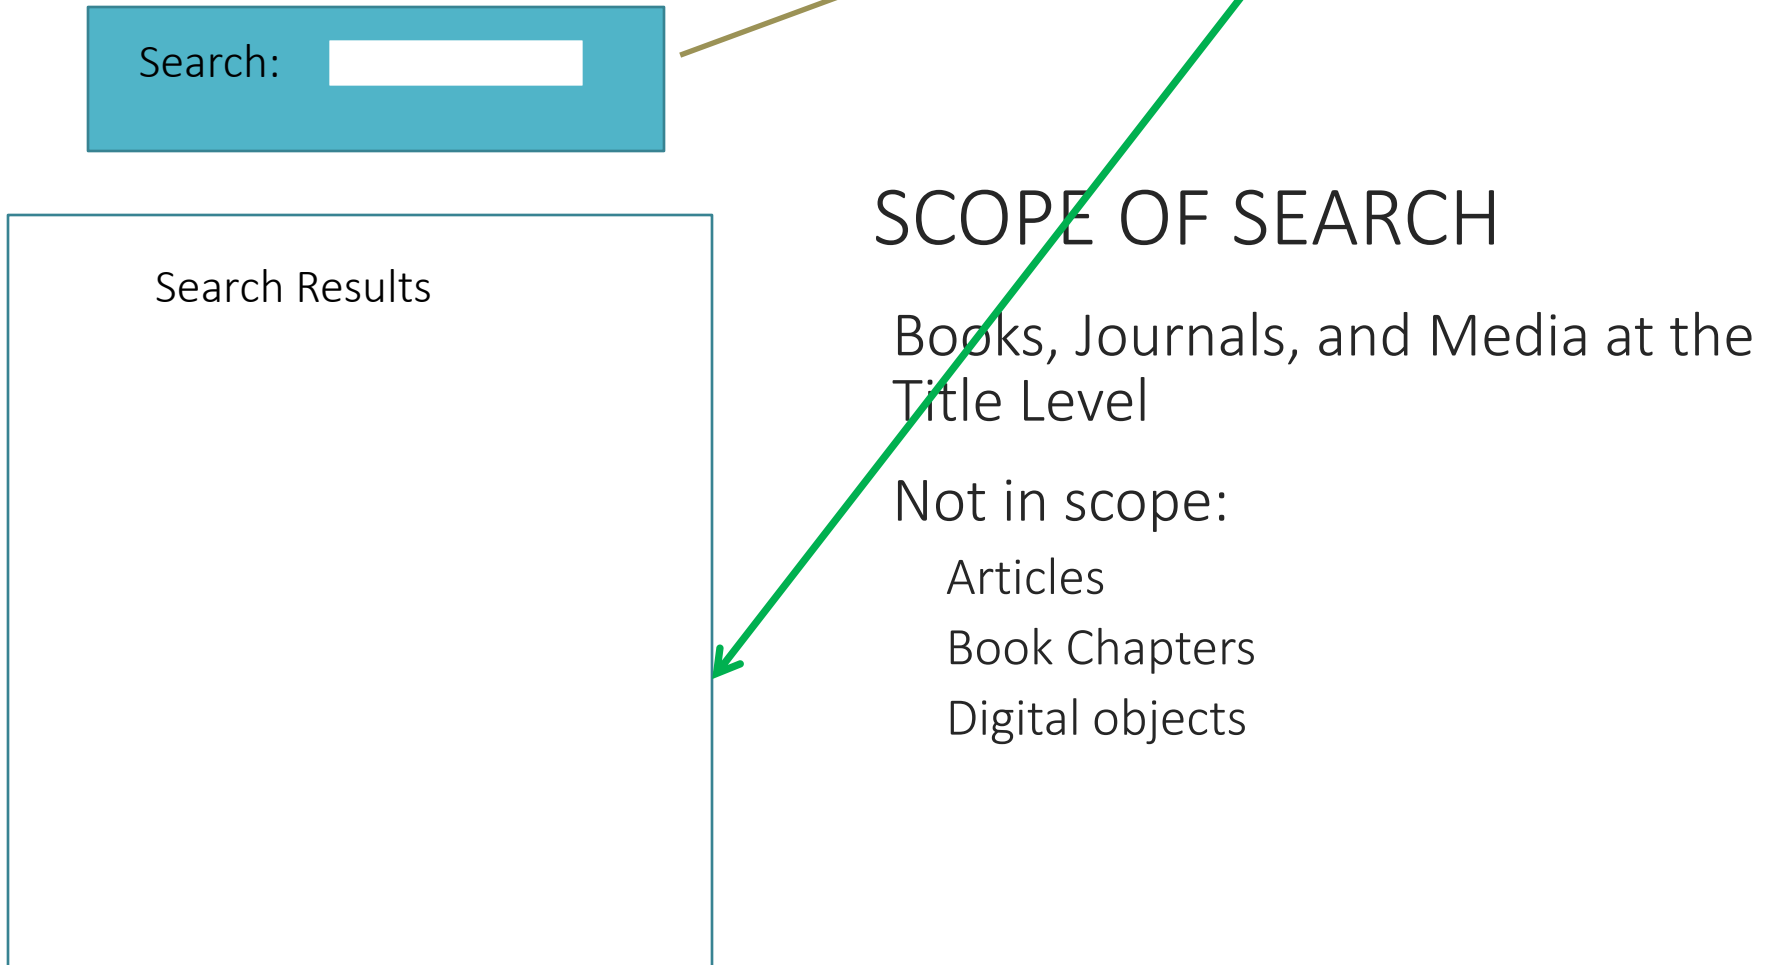 Search:
Search Results
SCOPE OF SEARCH
Books, Journals, and Media at the
Title Level
Not in scope:
Articles
Book Chapters
Digital objects